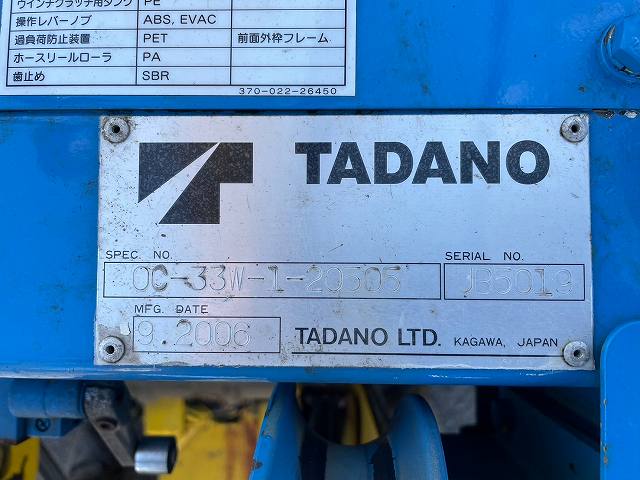 ウインチクラッチ用タンク PE
操作レバーノブ ABS, EVAC
過負荷防止装置 PET 前面外枠フレーム
ホースリールローラ PA
歯止め SBR
370-022-26450
TADANO
SPEC. NO. SERIAL NO.
OC-33W-1-20505 JB5019
MFG. DATE
9.2006 TADANO LTD. KAGAWA, JAPAN